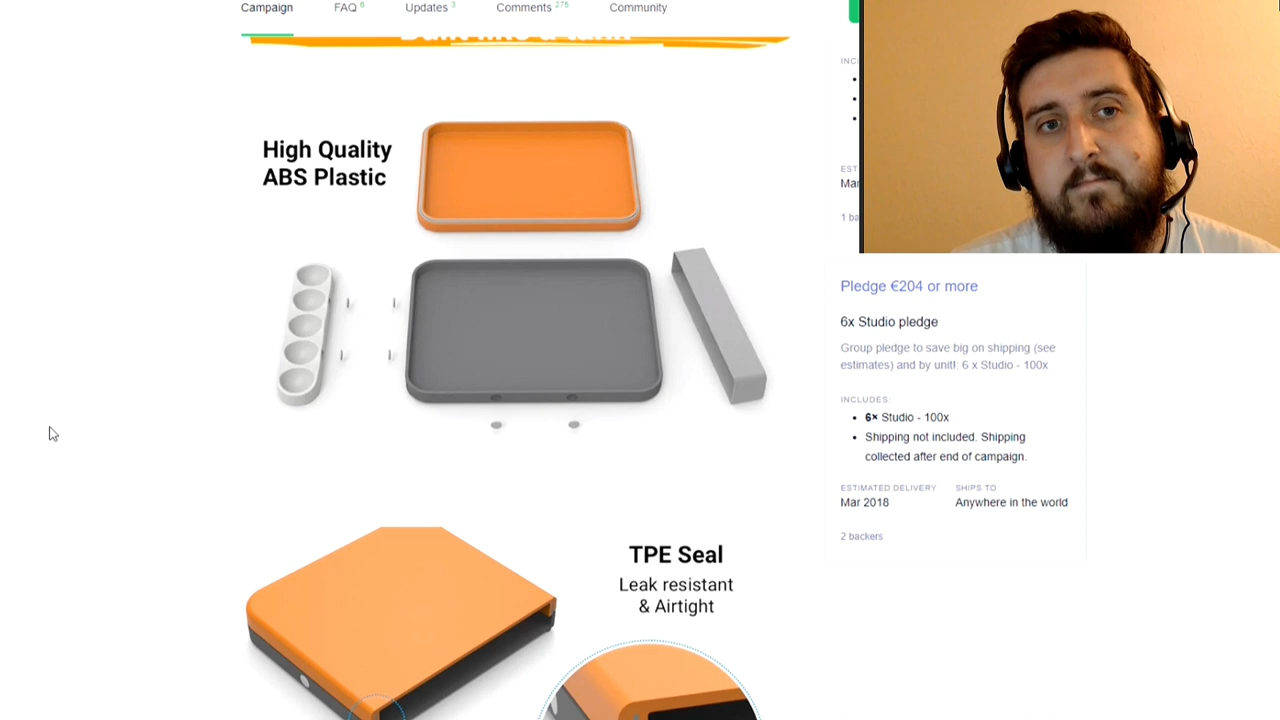 Campaign
FAQ 6
Updates 3
Comments 275
Community
High Quality
ABS Plastic
1 ba
Pledge €204 or more
6x Studio pledge
Group pledge to save big on shipping (see
estimates) and by unit!: 6 x Studio - 100x
INCLUDES:
6× Studio - 100x
Shipping not included. Shipping
collected after end of campaign.
ESTIMATED DELIVERY
SHIPS TO
Mar 2018
Anywhere in the world
2 backers
TPE Seal
Leak resistant
& Airtight